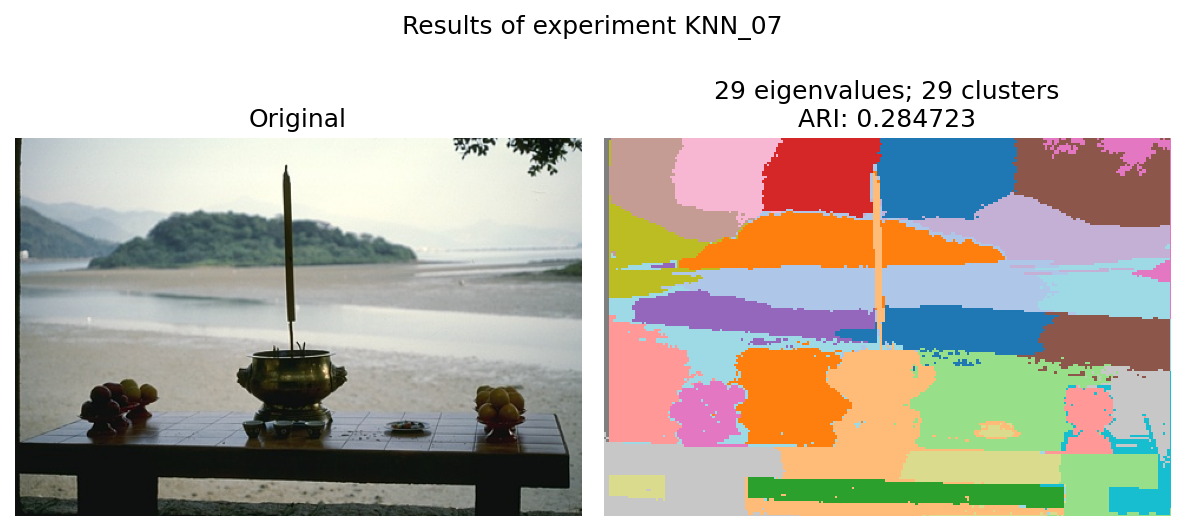 Results of experiment KNN_07
Original
29 eigenvalues; 29 clusters
ARI: 0.284723